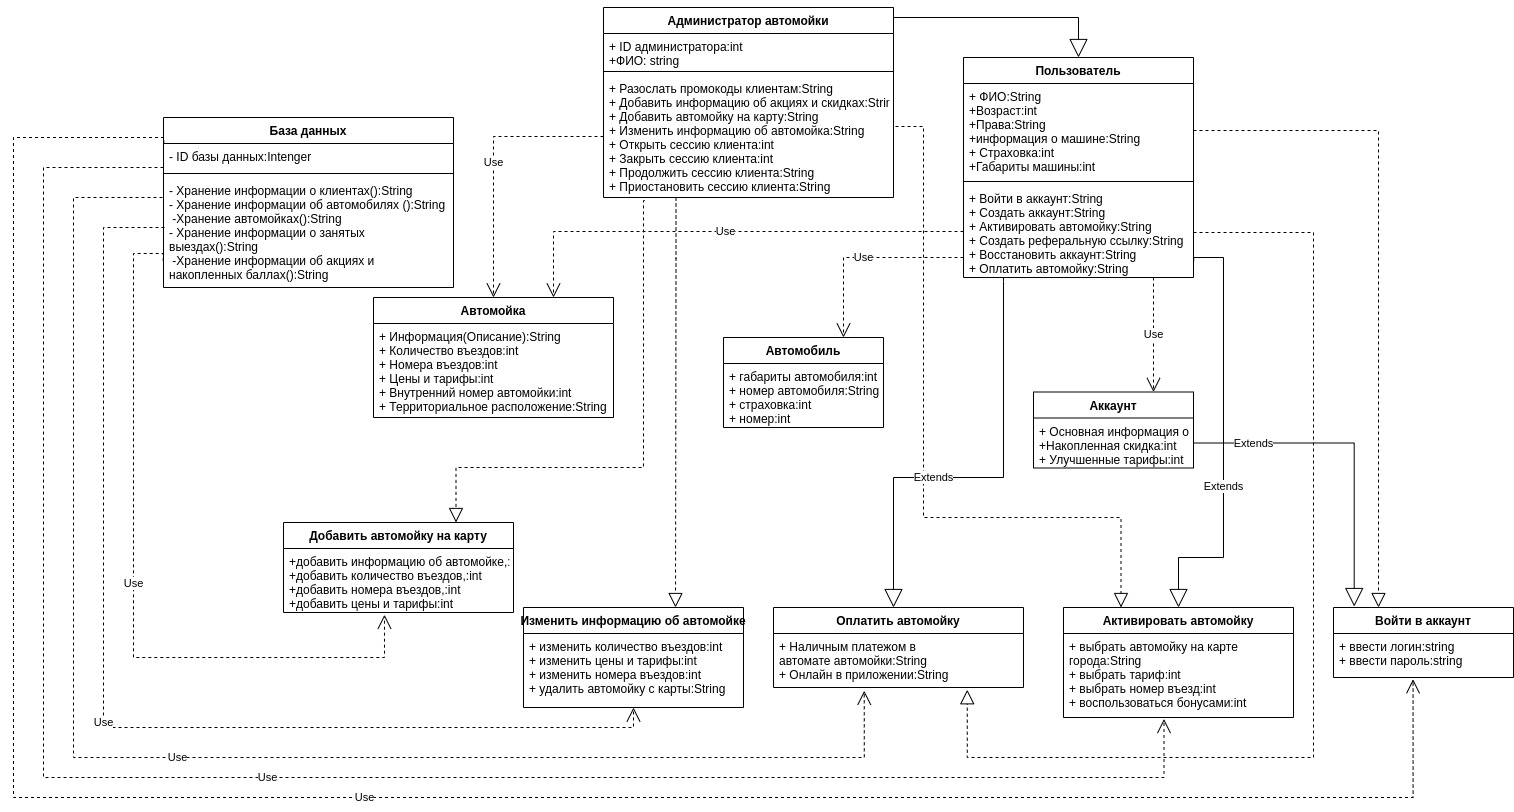 Администратор автомойки
+ ID администратора:int
+ФИО: string
+ Разослать промокоды клиентам:String
+ Добавить информацию об акциях и скидках:Strir
+ Добавить автомойку на карту:String
+ Изменить информацию об автомойка:String
+ Открыть сессию клиента:int
+ Закрыть сессию клиента:int
+ Продолжить сессию клиента:String
+ Приостановить сессию клиента:String
Пользователь
+ ФИО:String
+Возраст:int
+Права:String
+информация о машине:String
+ Страховка:int
+Габариты машины:int
+ Войти в аккаунт:String
+ Создать аккаунт:String
+ Активировать автомойку:String
+ Создать реферальную ссылку:String
+ Восстановить аккаунт:String
+ Оплатить автомойку:String
База данных
- ID базы данных:Intenger
- Хранение информации о клиентах():String
- Хранение информации об автомобилях ():String
-Хранение автомойках():String
- Хранение информации о занятых
выездах():String
-Хранение информации об акциях и
накопленных баллах():String
Use
Use
Use
Use
Автомойка
+ Информация(Описание):String
+ Количество въездов:int
+ Номера въездов:int
+ Цены и тарифы:int
+ Внутренний номер автомойки:int
+ Территориальное расположение:String
Автомобиль
+ габариты автомобиля:int
+ номер автомобиля:String
+ страховка:int
+ номер:int
Аккаунт
+ Основная информация о
+Накопленная скидка:int
+ Улучшенные тарифы:int
Extends
Extends
Extends
Добавить автомойку на карту
+добавить информацию об автомойке,:
+добавить количество въездов,:int
+добавить номера въездов,:int
+добавить цены и тарифы:int
Use
Изменить информацию об автомойке
+ изменить количество въездов:int
+ изменить цены и тарифы:int
+ изменить номера въездов:int
+ удалить автомойку с карты:String
Оплатить автомойку
+ Наличным платежом в
автомате автомойки:String
+ Онлайн в приложении:String
Активировать автомойку
+ выбрать автомойку на карте
города:String
+ выбрать тариф:int
+ выбрать номер въезд:int
+ воспользоваться бонусами:int
Войти в аккаунт
+ ввести логин:string
+ ввести пароль:string
Use
Use
Use
Use